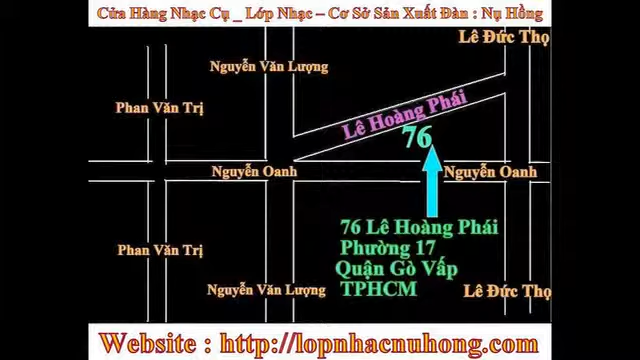 Cửa Hàng Nhạc Cụ _ Lớp Nhạc – Cơ Sở Sản Xuất Đàn : Nụ Hồng
Lê Đức Thọ
Nguyễn Văn Lượng
Phan Văn Trị
Lê Hoàng Phái
76
Nguyễn Oanh
Nguyễn Oanh
76 Lê Hoàng Phái
Phường 17
Phan Văn Trị
Quận Gò Vấp
TPHCM
Nguyễn Văn Lượng
Lê Đức Thọ
Website : http://lopnhacnuhong.com